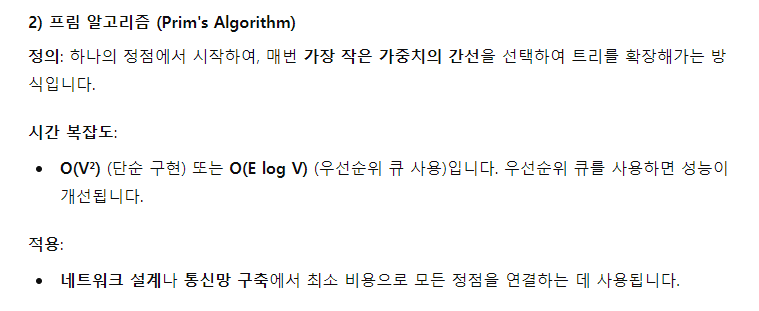 2) 프림 알고리즘 (Prim's Algorithm)
정의: 하나의 정점에서 시작하여, 매번 가장 작은 가중치의 간선을 선택하여 트리를 확장해가는 방
식입니다.
시간 복잡도:
• O(V²) (단순 구현) 또는 O(E log V) (우선순위 큐 사용)입니다. 우선순위 큐를 사용하면 성능이
개선됩니다.
적용:
• 네트워크 설계나 통신망 구축에서 최소 비용으로 모든 정점을 연결하는 데 사용됩니다.